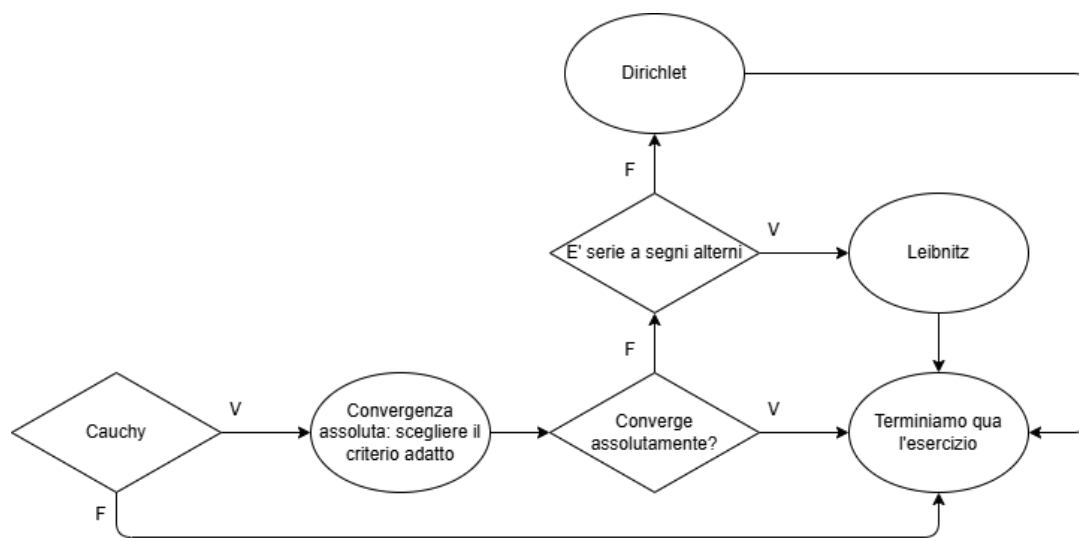 Dirichlet
F
E' serie a segni alterni
V
Leibnitz
F
Cauchy
V
Convergenza
assoluta: scegliere il
criterio adatto
Converge
assolutamente?
V
Terminiamo qua
l'esercizio
F